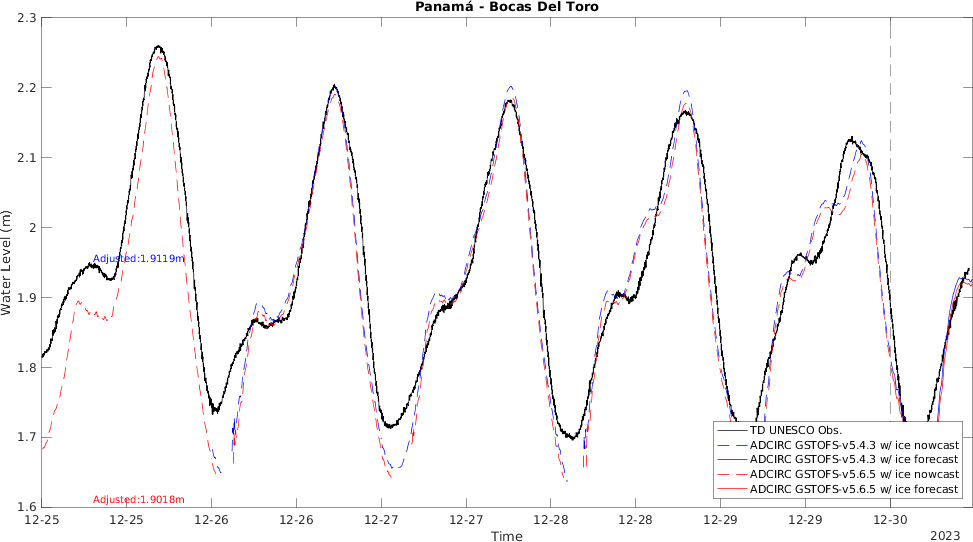 Panamá - Bocas Del Toro
2.3
2.2
2.1
2
1.9
1.8
1.7
1.6
Water Level (m)
Adjusted:1.9119m
Adjusted:1.9018m
TD UNESCO Obs.
ADCIRC GSTOFS-v5.4.3 w/ ice nowcast
ADCIRC GSTOFS-v5.4.3 w/ ice forecast
ADCIRC GSTOFS-v5.6.5 w/ ice nowcast
ADCIRC GSTOFS-v5.6.5 w/ ice forecast
12-25 12-25 12-26 12-26 12-27 12-27 12-28 12-28 12-29 12-29 12-30
Time
2023